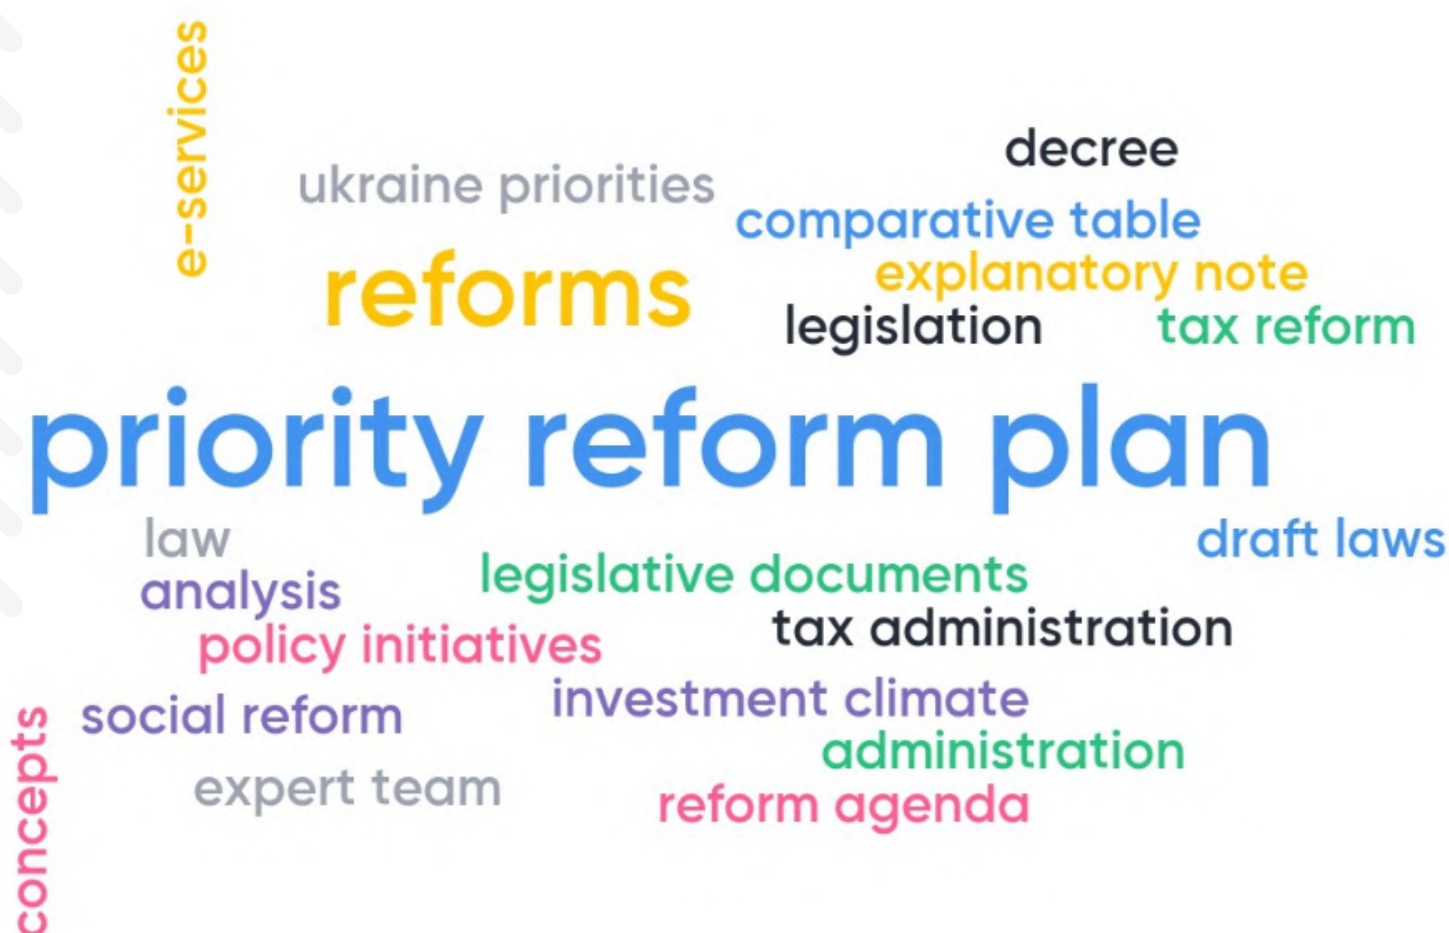 e-services
decree
ukraine priorities
comparative table
explanatory note
reforms
legislation
tax reform
priority reform plan
law
draft laws
legislative documents
analysis
tax administration
policy initiatives
investment climate
social reform
administration
expert team
reform agenda
concepts